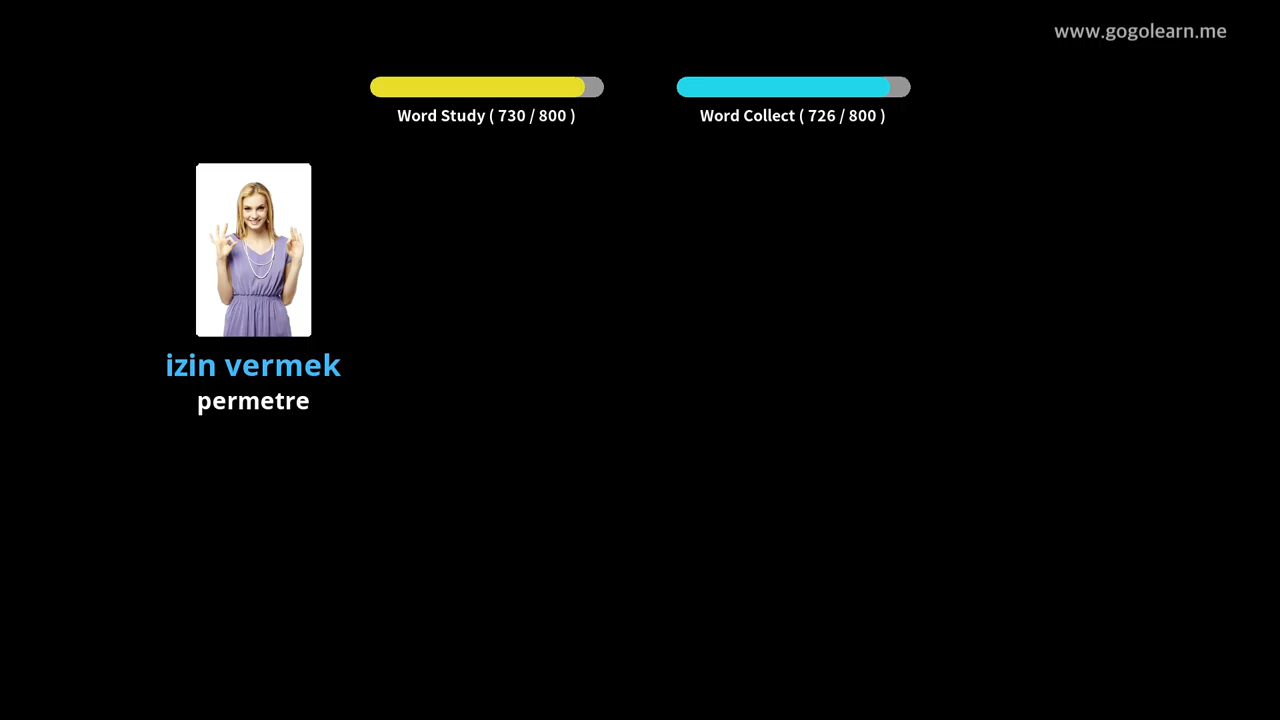 www.gogolearn.me
Word Study ( 730 / 800 )
Word Collect ( 726 / 800 )
izin vermek
permetre